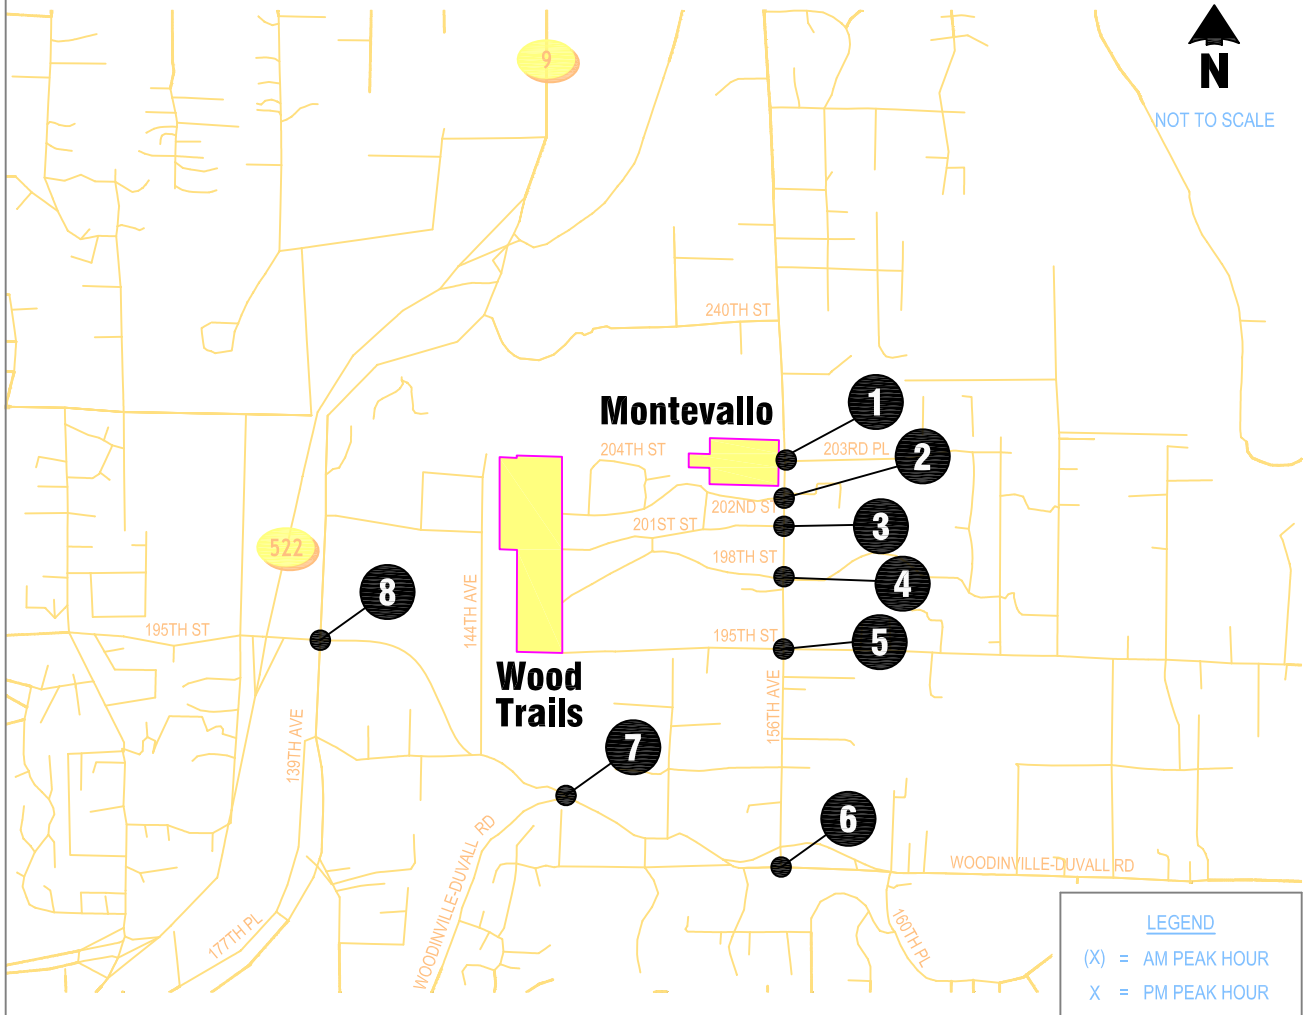 9
N
NOT TO SCALE
240TH ST
Montevallo
1
204TH ST
203RD PL
2
202ND ST
201ST ST
3
522
198TH ST
4
8
144TH AVE
195TH ST
195TH ST
5
Wood
Trails
156TH AVE
139TH AVE
7
6
WOODINVILLE-DUVALL RD
WOODINVILLE-DUVALL RD
177TH PL
160TH PL
LEGEND
(X) = AM PEAK HOUR
X = PM PEAK HOUR